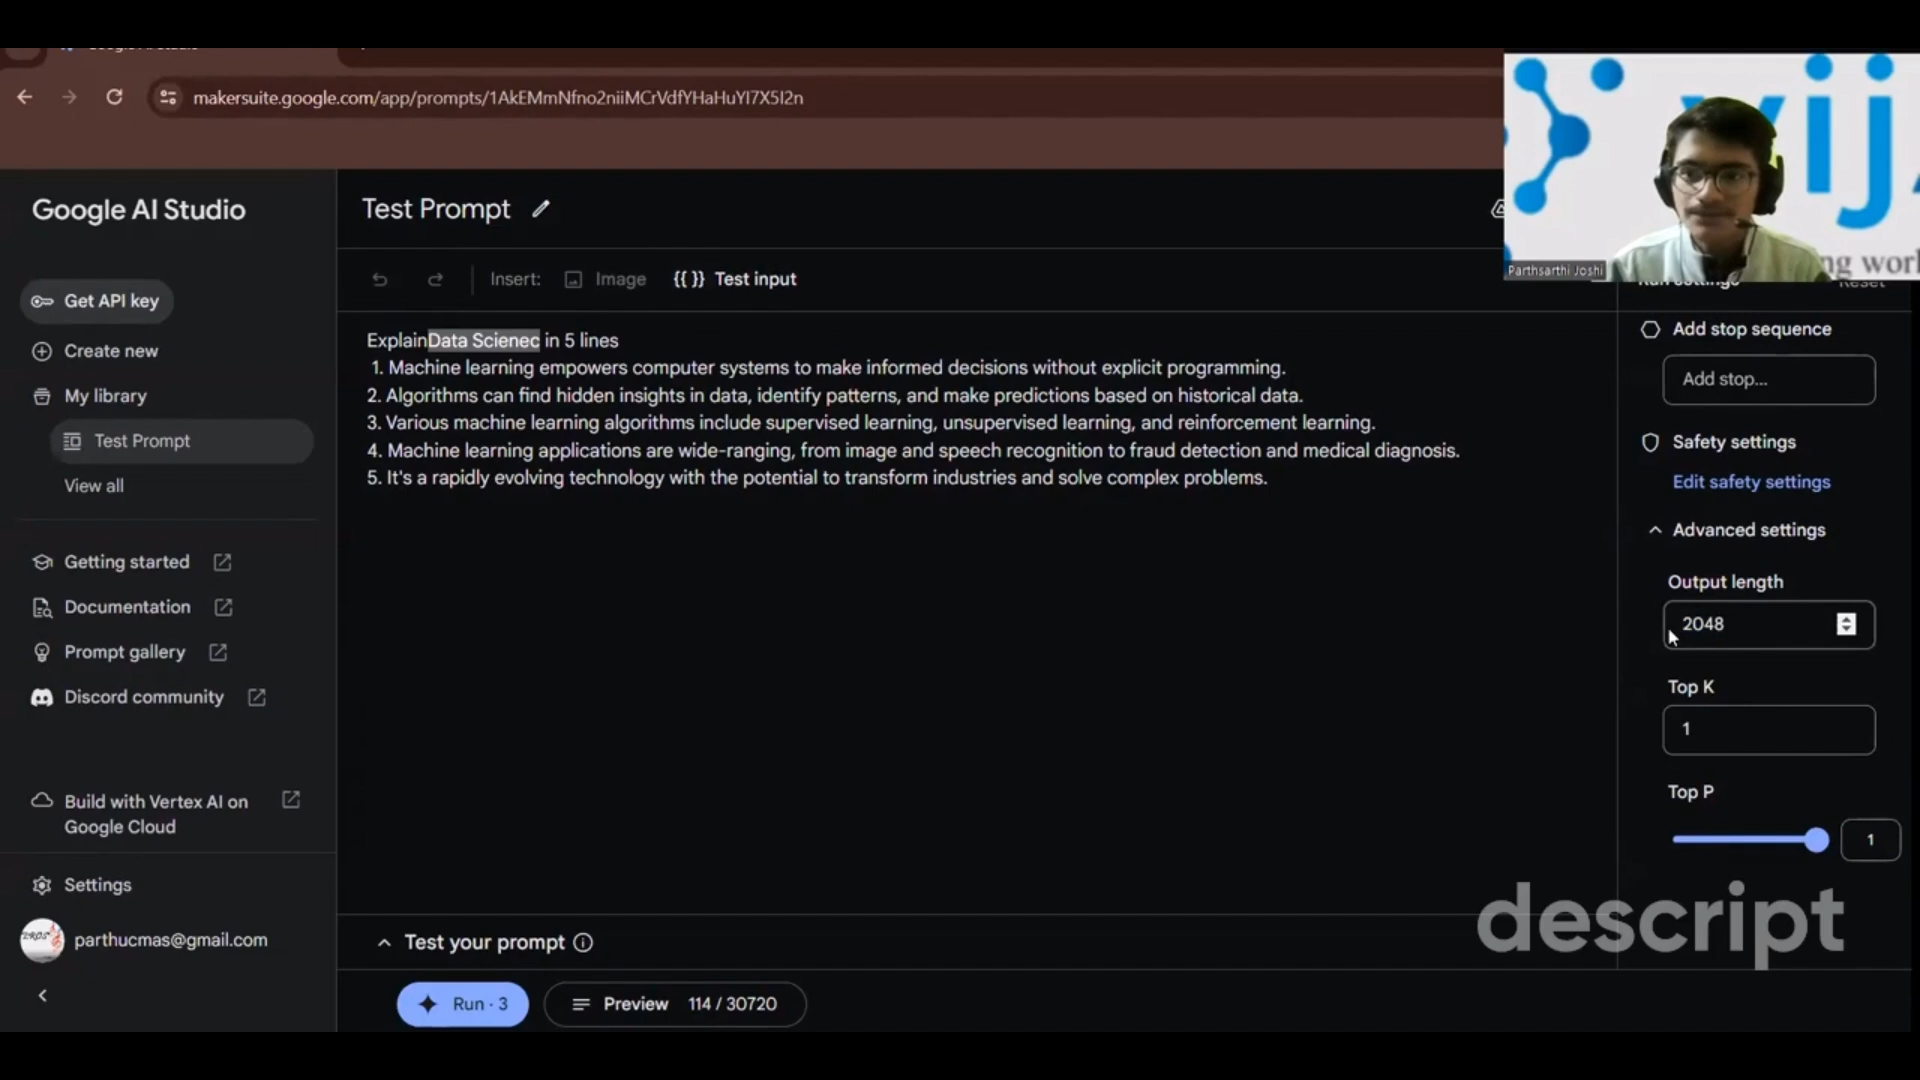 makersuite.google.com/app/prompts/1AkEMmNfno2niiMCrVdfYHaHuYl7X5I2n
Google AI Studio
Get API key
Create new
My library
Test Prompt
View all
Getting started
Documentation
Prompt gallery
Discord community
Build with Vertex AI on
Google Cloud
Settings
parthucmas@gmail.com
Test Prompt
Insert: Image {{ }} Test input
ExplainData Scienec in 5 lines
1. Machine learning empowers computer systems to make informed decisions without explicit programming.
2. Algorithms can find hidden insights in data, identify patterns, and make predictions based on historical data.
3. Various machine learning algorithms include supervised learning, unsupervised learning, and reinforcement learning.
4. Machine learning applications are wide-ranging, from image and speech recognition to fraud detection and medical diagnosis.
5. It's a rapidly evolving technology with the potential to transform industries and solve complex problems.
Test your prompt
Run · 3 Preview 114 / 30720
Parthsarthi Joshi
Add stop sequence
Add stop...
Safety settings
Edit safety settings
Advanced settings
Output length
2048
Top K
1
Top P
1
descript